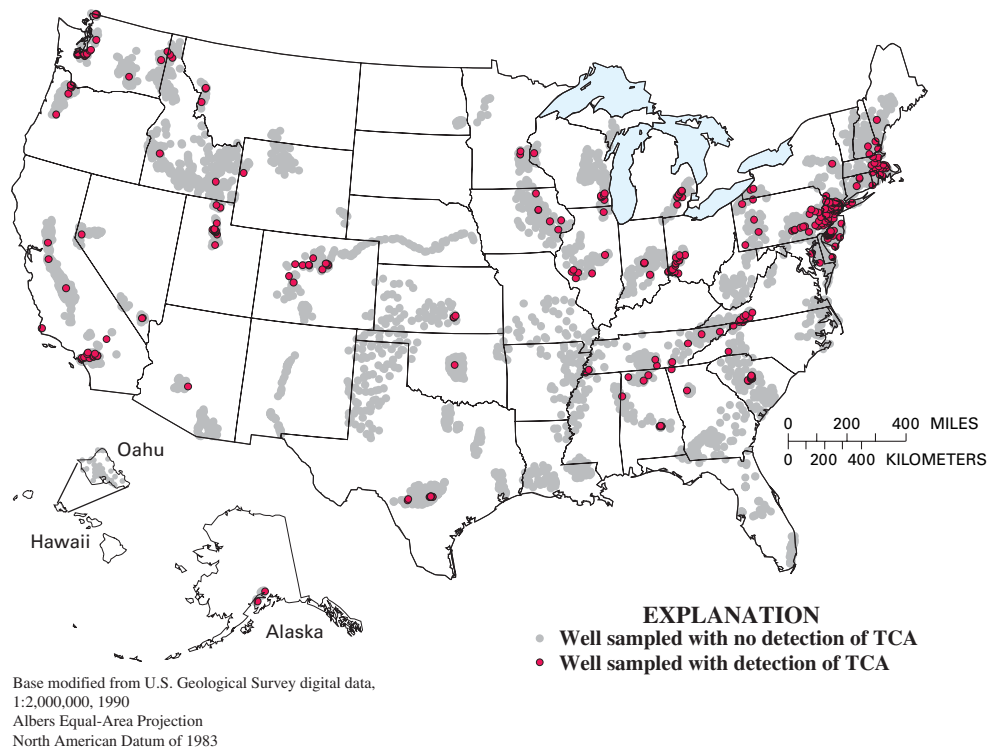 0 200 400 MILES
0 200 400 KILOMETERS
Oahu
Hawaii
Alaska
EXPLANATION
Well sampled with no detection of TCA
Well sampled with detection of TCA
Base modified from U.S. Geological Survey digital data,
1:2,000,000, 1990
Albers Equal-Area Projection
North American Datum of 1983